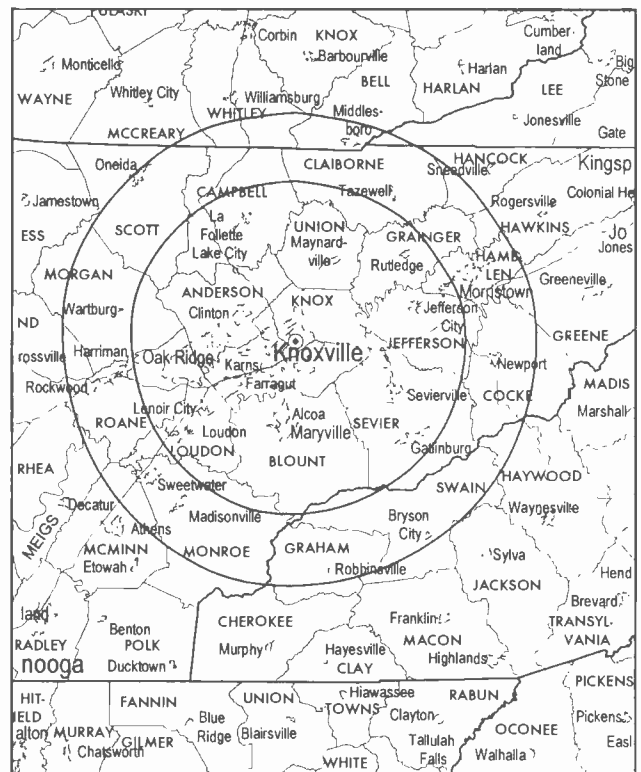 PULASKI
Corbin
KNOX
Cumber
land
Monticello
Barbourville
Harlan
Big
Stone
WAYNE
Whitley City
WHITLEY
Williamsburg
BELL
HARLAN
LEE
Middles-
boro
Jonesville
MCCREARY
Gate
Oneida
CLAIBORNE
HANCOCK
Sneadville
Kingsp
Jamestown
CAMPBELL
Tazewell
Rogersville
Colonial He
ESS
SCOTT
La
Follette
Lake City
UNION
Maynard-
ville
GRAINGER
Rutledge
HAWKINS
Jo
Jones
HAMB-
LEN
Morristown
Greeneville
MORGAN
Wartburg
ANDERSON
Clinton
KNOX
Jefferson
City
ND
rossville
Harriman
Oak Ridge
Knoxville
JEFFERSON
GREENE
Rockwood
Karns
Farragut
Newport
MADIS
Marshall
Lenoir City
Sevierville
COCKE
ROANE
Loudon
Alcoa
Maryville
SEVIER
Gatlinburg
LOUDON
BLOUNT
RHEA
Sweetwater
SWAIN
HAYWOOD
Waynesville
Decatur
Madisonville
Bryson
City
MEIGS
Athens
MCMINN
Etowah
MONROE
GRAHAM
Robbinsville
Sylva
JACKSON
Hend
Brevard
land
Benton
CHEROKEE
Franklin
TRANSYL-
VANIA
RADLEY
POLK
Murphy
Hayesville
MACON
nooga
Ducktown
CLAY
Highlands
HIT-
IELD
FANNIN
UNION
Hiawassee
TOWNS
RABUN
PICKENS
alton
MURRAY
Chatsworth
GILMER
Blue
Ridge
Blairsville
Clayton
Pickens
OCONEE
Tallulah
Falls
Walhalla
Easl
WHITE